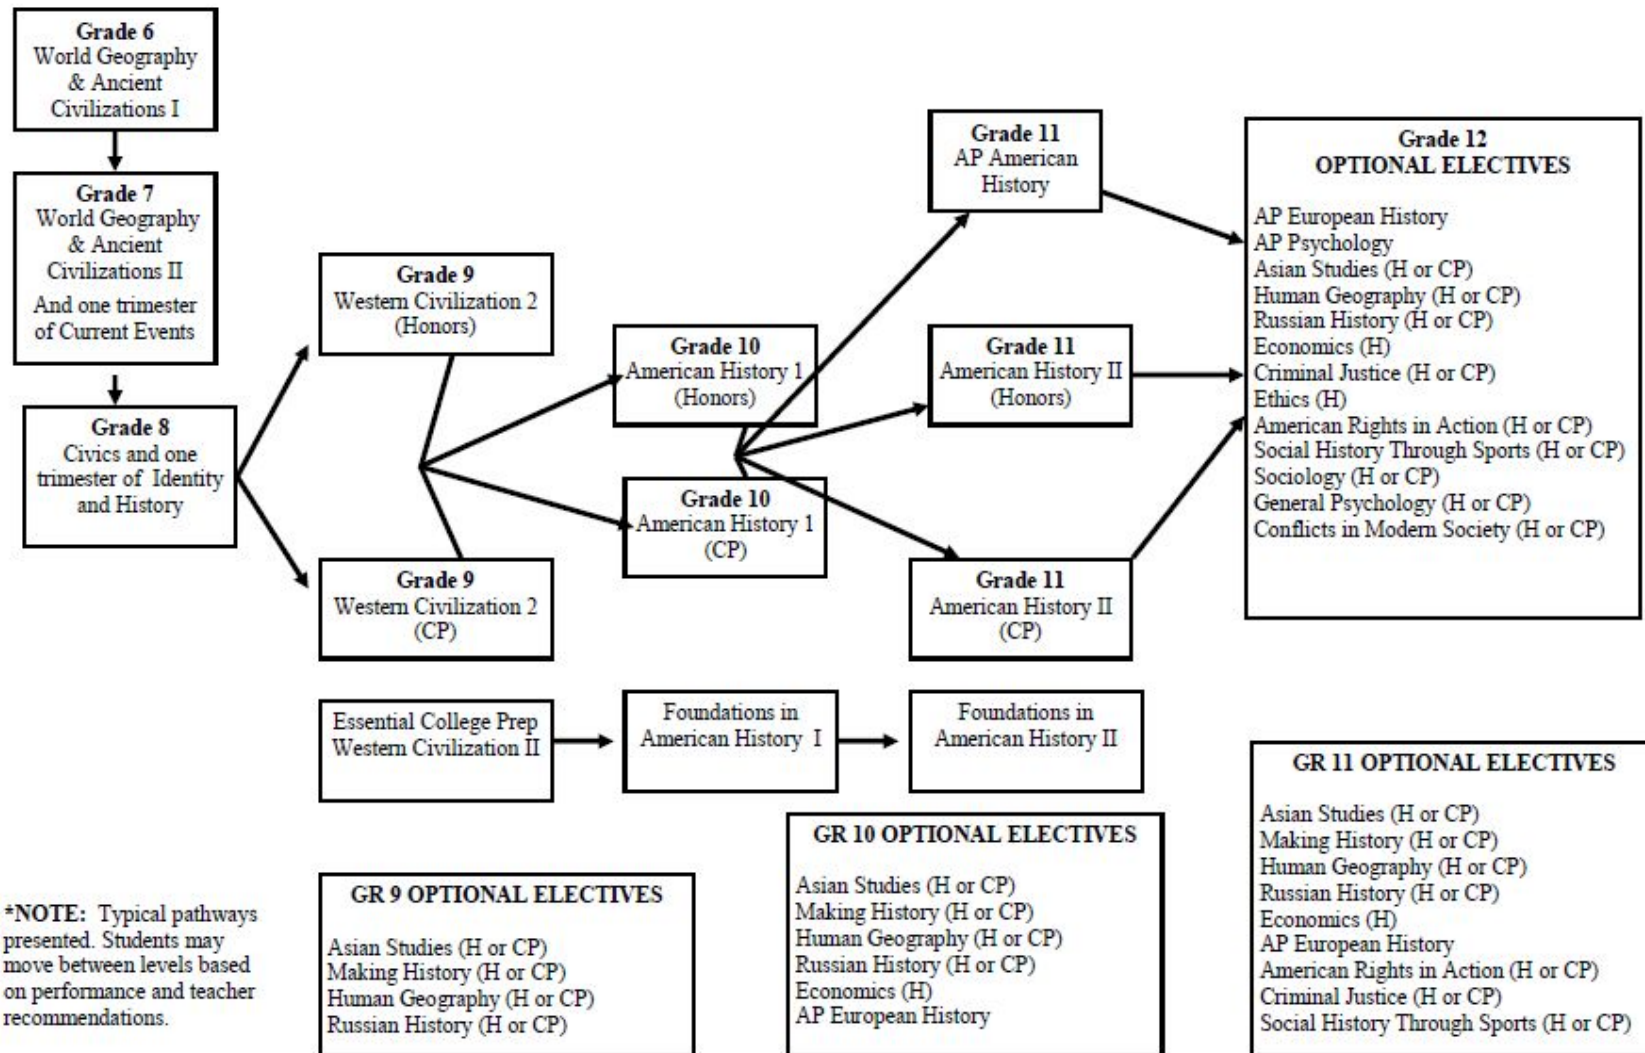 Grade 6
World Geography
& Ancient
Civilizations I
Grade 7
World Geography
& Ancient
Civilizations II
And one trimester
of Current Events
Grade 8
Civics and one
trimester of Identity
and History
Grade 9
Western Civilization 2
(Honors)
Grade 9
Western Civilization 2
(CP)
Grade 10
American History 1
(Honors)
Grade 10
American History 1
(CP)
Grade 11
AP American
History
Grade 11
American History II
(Honors)
Grade 11
American History II
(CP)
Grade 12
OPTIONAL ELECTIVES
AP European History
AP Psychology
Asian Studies (H or CP)
Human Geography (H or CP)
Russian History (H or CP)
Economics (H)
Criminal Justice (H or CP)
Ethics (H)
American Rights in Action (H or CP)
Social History Through Sports (H or CP)
Sociology (H or CP)
General Psychology (H or CP)
Conflicts in Modern Society (H or CP)
Essential College Prep
Western Civilization II
Foundations in
American History I
Foundations in
American History II
*NOTE: Typical pathways
presented. Students may
move between levels based
on performance and teacher
recommendations.
GR 9 OPTIONAL ELECTIVES
Asian Studies (H or CP)
Making History (H or CP)
Human Geography (H or CP)
Russian History (H or CP)
GR 10 OPTIONAL ELECTIVES
Asian Studies (H or CP)
Making History (H or CP)
Human Geography (H or CP)
Russian History (H or CP)
Economics (H)
AP European History
GR 11 OPTIONAL ELECTIVES
Asian Studies (H or CP)
Making History (H or CP)
Human Geography (H or CP)
Russian History (H or CP)
Economics (H)
AP European History
American Rights in Action (H or CP)
Criminal Justice (H or CP)
Social History Through Sports (H or CP)